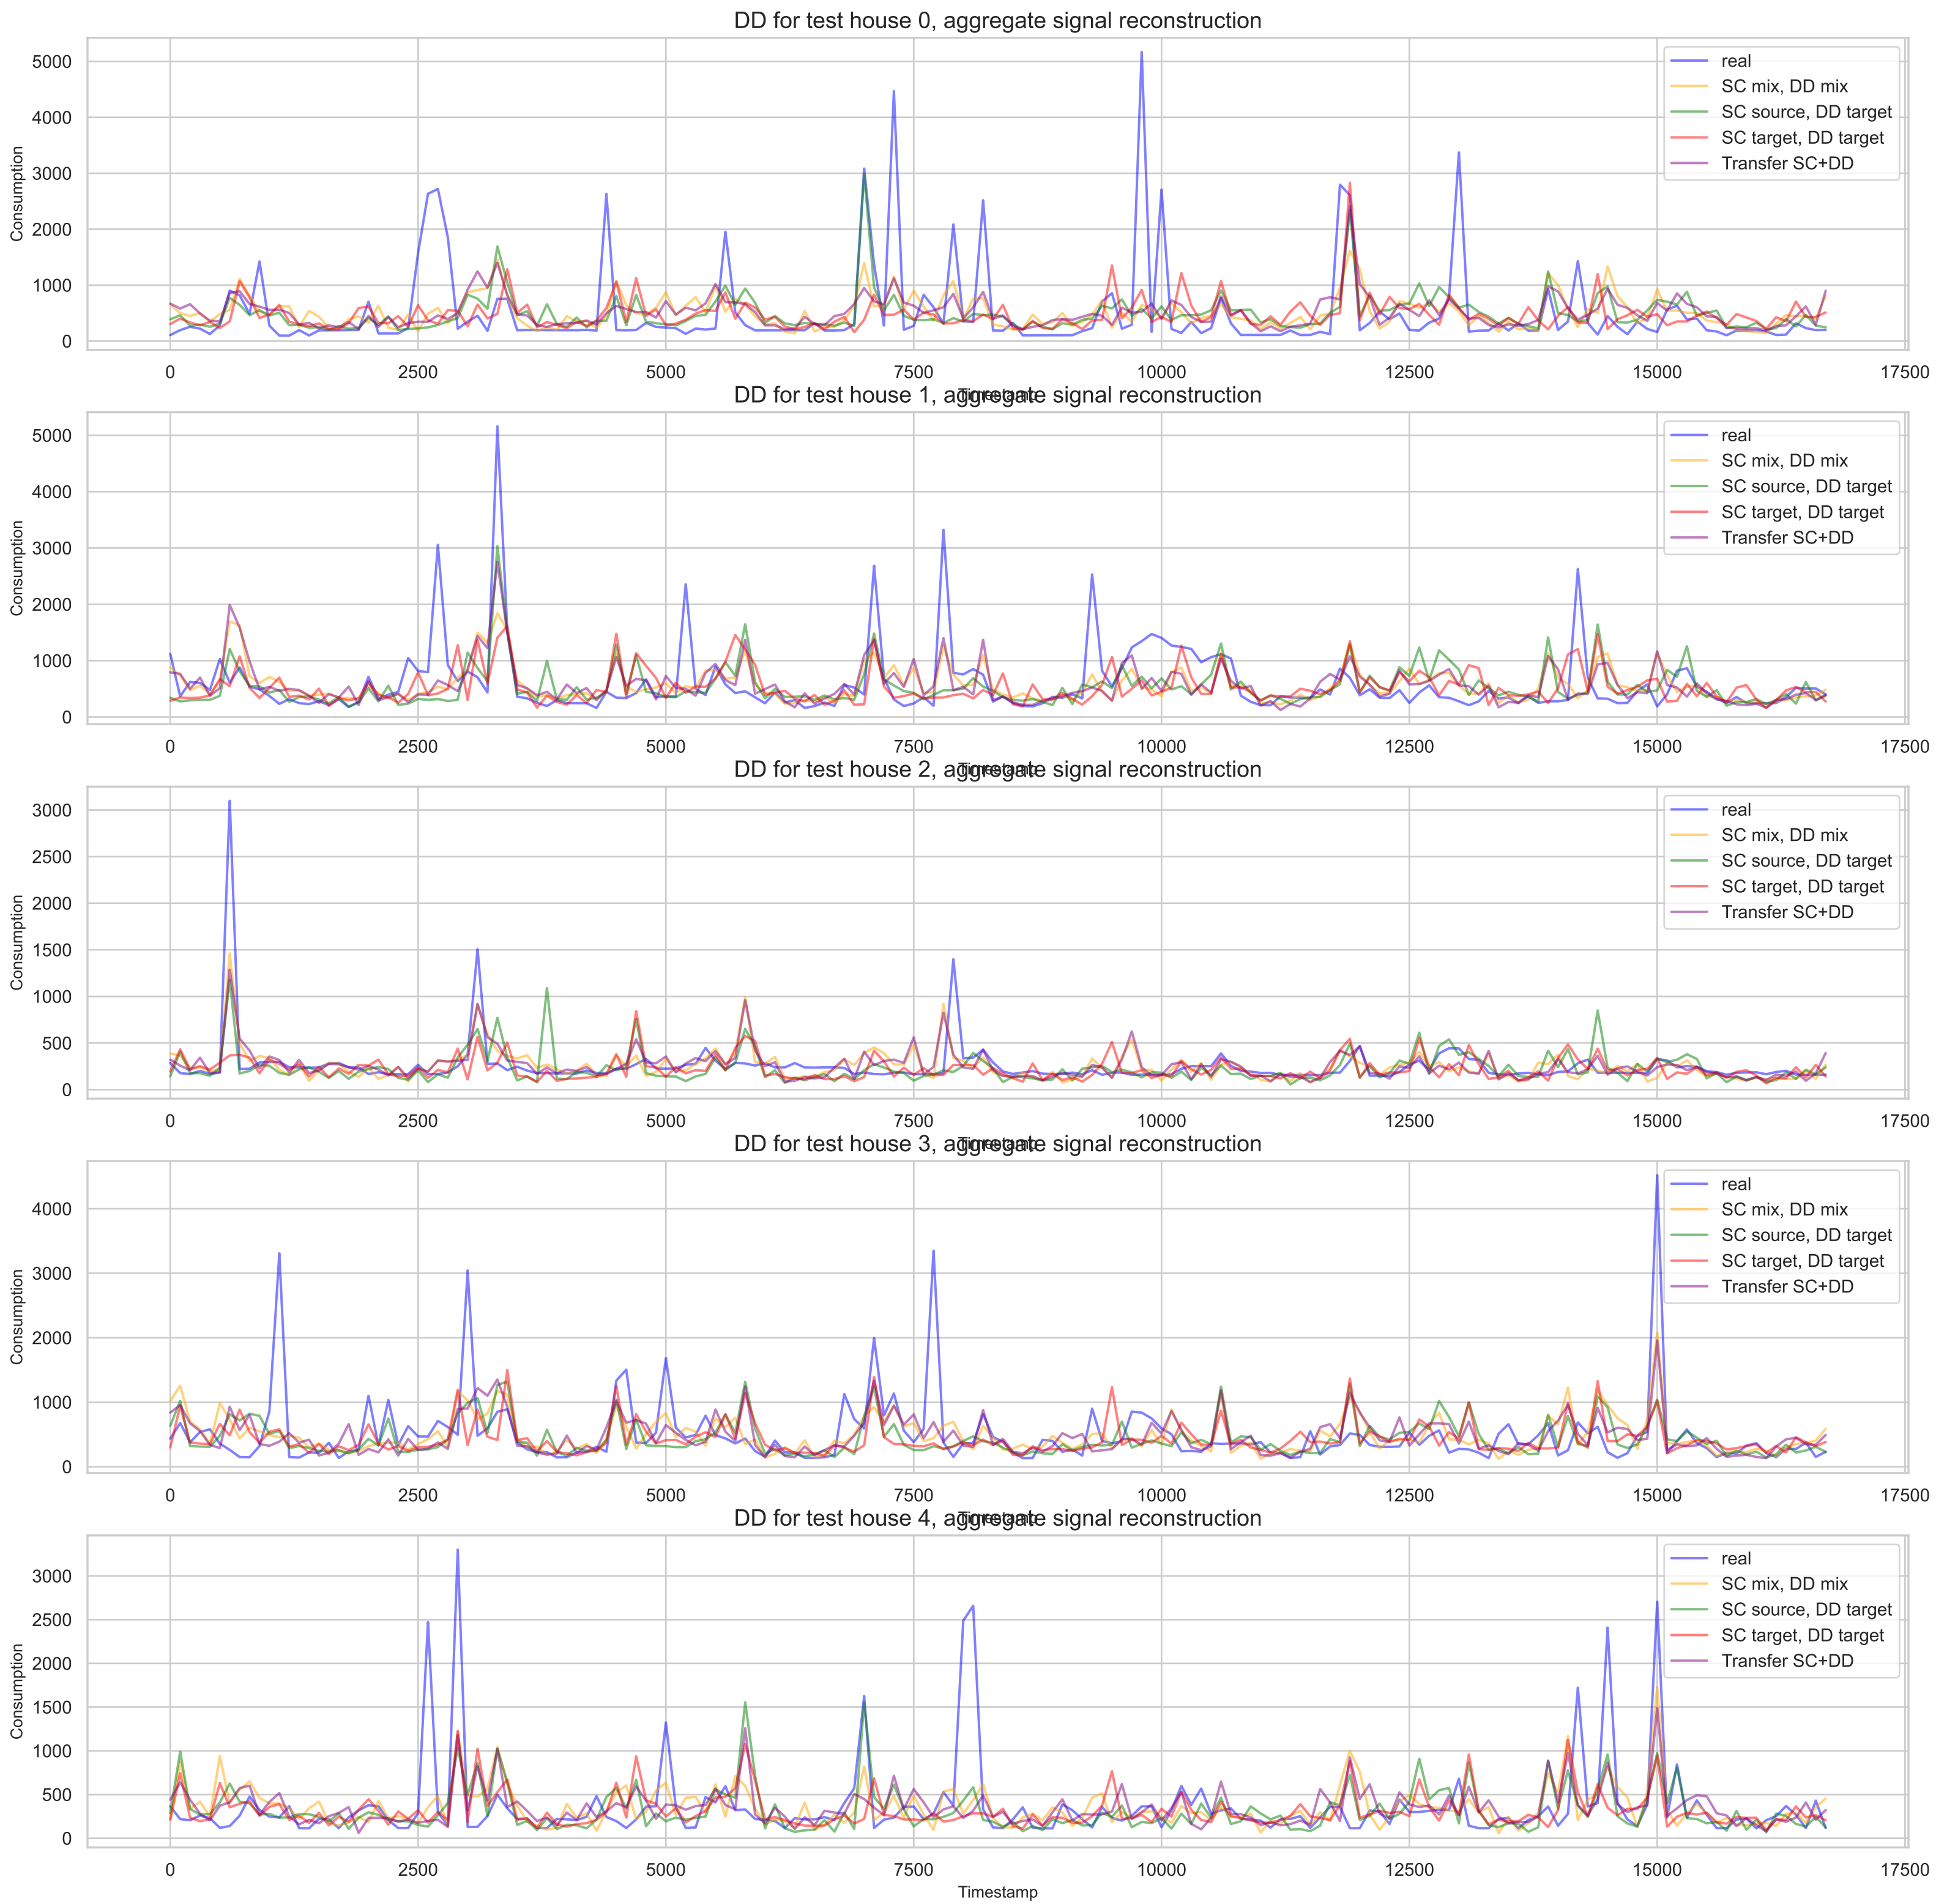 DD for test house 0, aggregate signal reconstruction
5000
4000
3000
2000
1000
0
Consumption
real
SC mix, DD mix
SC source, DD target
SC target, DD target
Transfer SC+DD
0 2500 5000 7500 10000 12500 15000 17500
Timestamp
DD for test house 1, aggregate signal reconstruction
5000
4000
3000
2000
1000
0
Consumption
real
SC mix, DD mix
SC source, DD target
SC target, DD target
Transfer SC+DD
0 2500 5000 7500 10000 12500 15000 17500
Timestamp
DD for test house 2, aggregate signal reconstruction
3000
2500
2000
1500
1000
500
0
Consumption
real
SC mix, DD mix
SC source, DD target
SC target, DD target
Transfer SC+DD
0 2500 5000 7500 10000 12500 15000 17500
Timestamp
DD for test house 3, aggregate signal reconstruction
4000
3000
2000
1000
0
Consumption
real
SC mix, DD mix
SC source, DD target
SC target, DD target
Transfer SC+DD
0 2500 5000 7500 10000 12500 15000 17500
Timestamp
DD for test house 4, aggregate signal reconstruction
3000
2500
2000
1500
1000
500
0
Consumption
real
SC mix, DD mix
SC source, DD target
SC target, DD target
Transfer SC+DD
0 2500 5000 7500 10000 12500 15000 17500
Timestamp